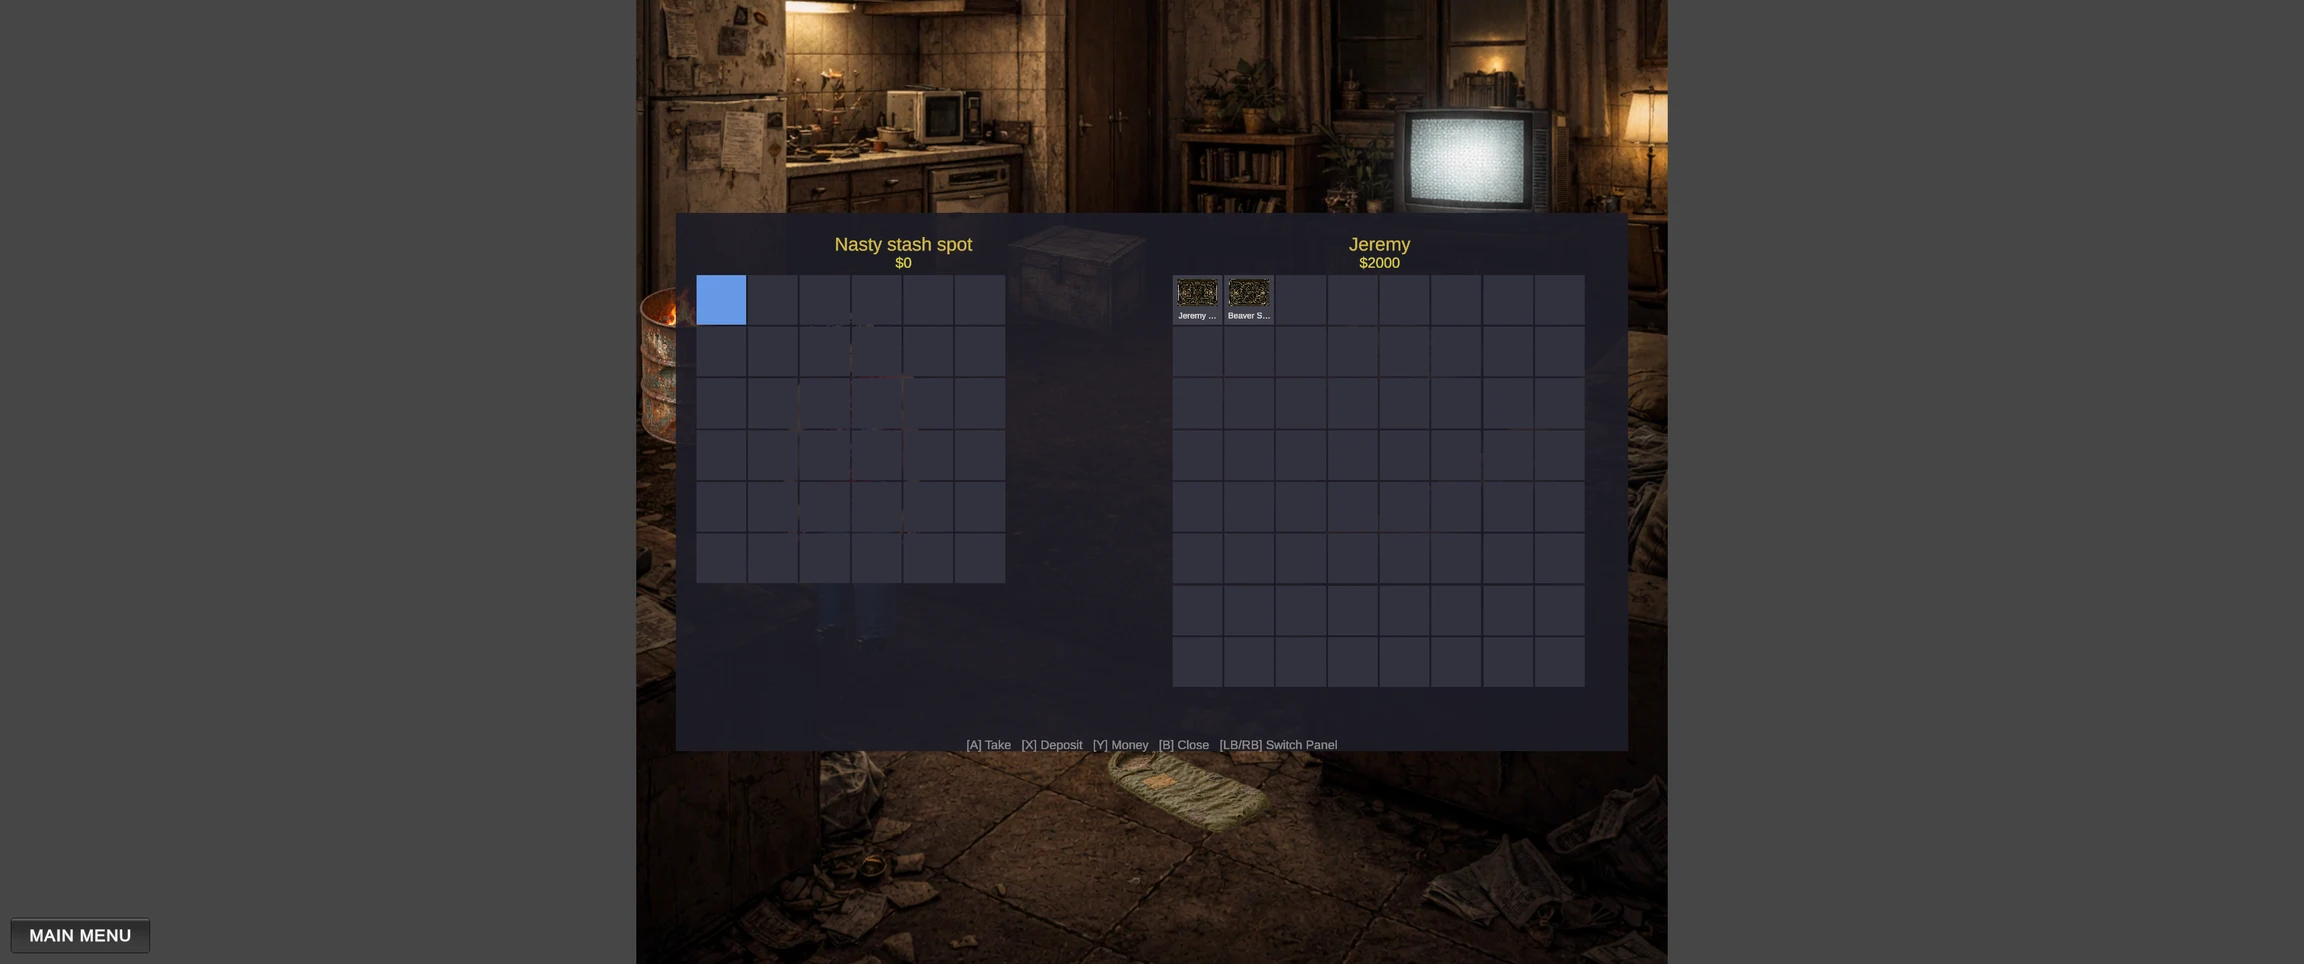 Nasty stash spot
$0
Jeremy
$2000
Jeremy ...
Beaver S...
[A] Take [X] Deposit [Y] Money [B] Close [LB/RB] Switch Panel
MAIN MENU